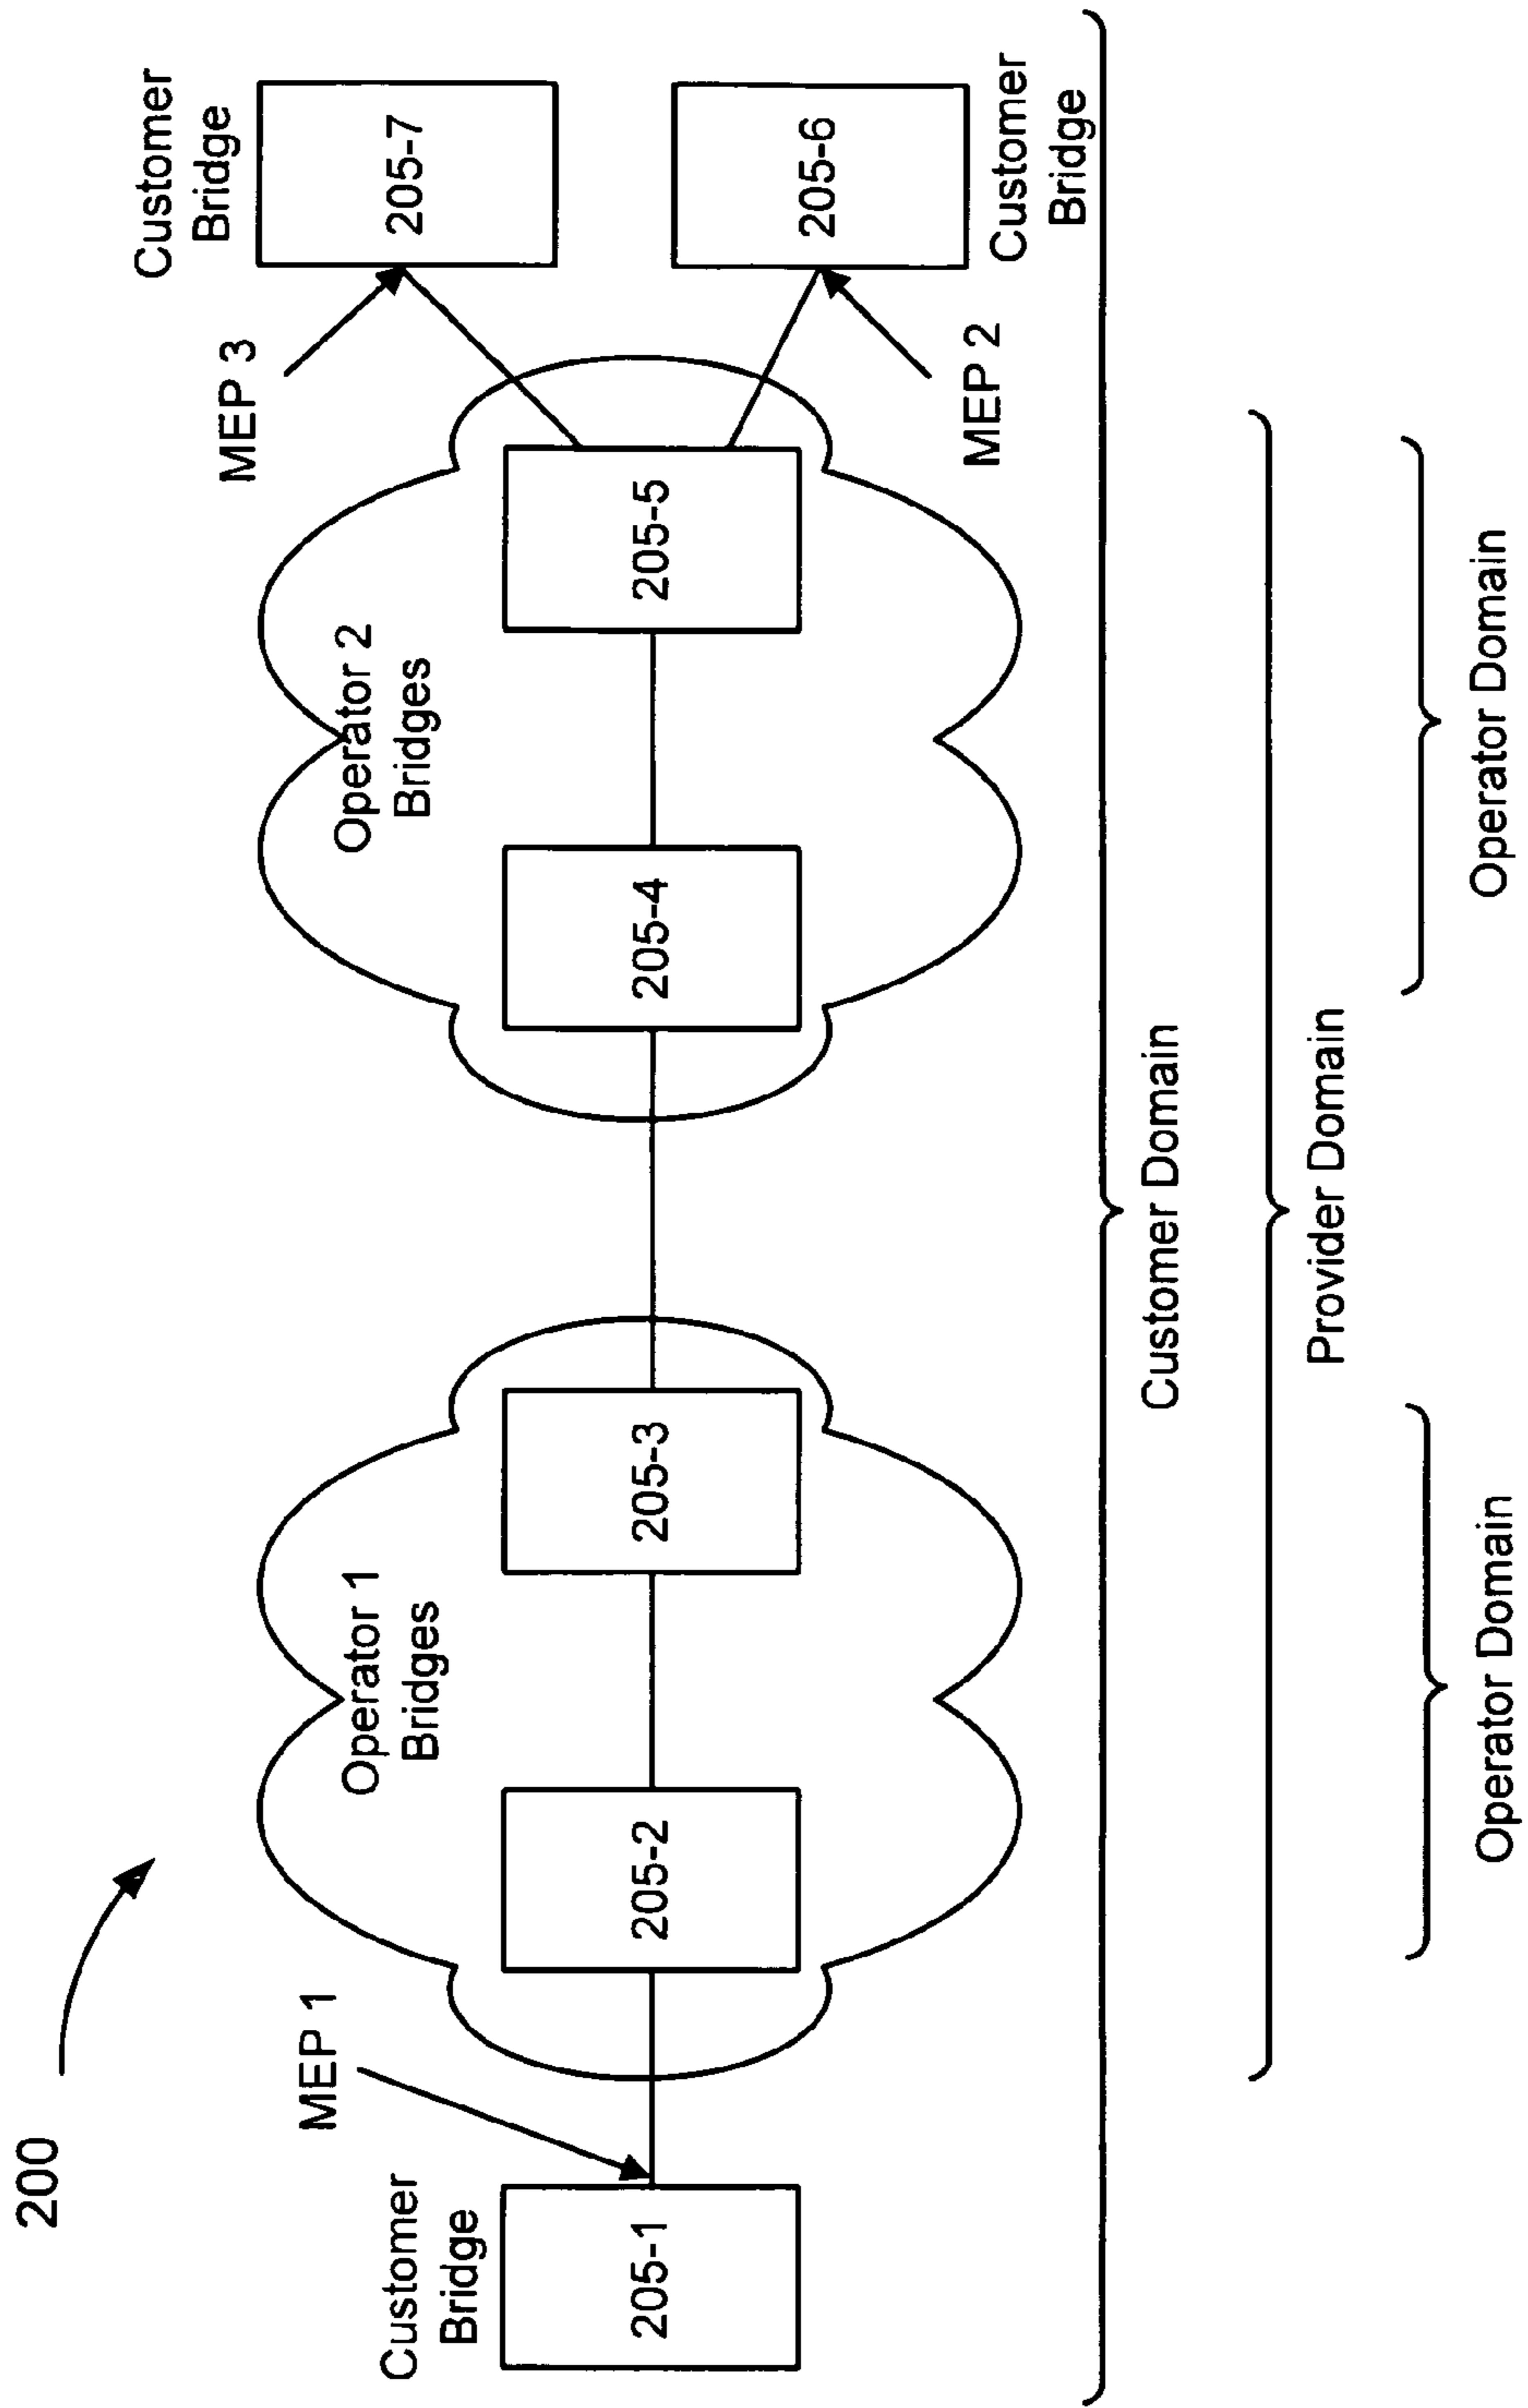 200
Customer
Bridge
205-1
MEP 1
Operator 1
Bridges
205-2
205-3
Operator 2
Bridges
205-4
205-5
MEP 3
Customer
Bridge
205-7
MEP 2
205-6
Customer
Bridge
Customer Domain
Provider Domain
Operator Domain
Operator Domain